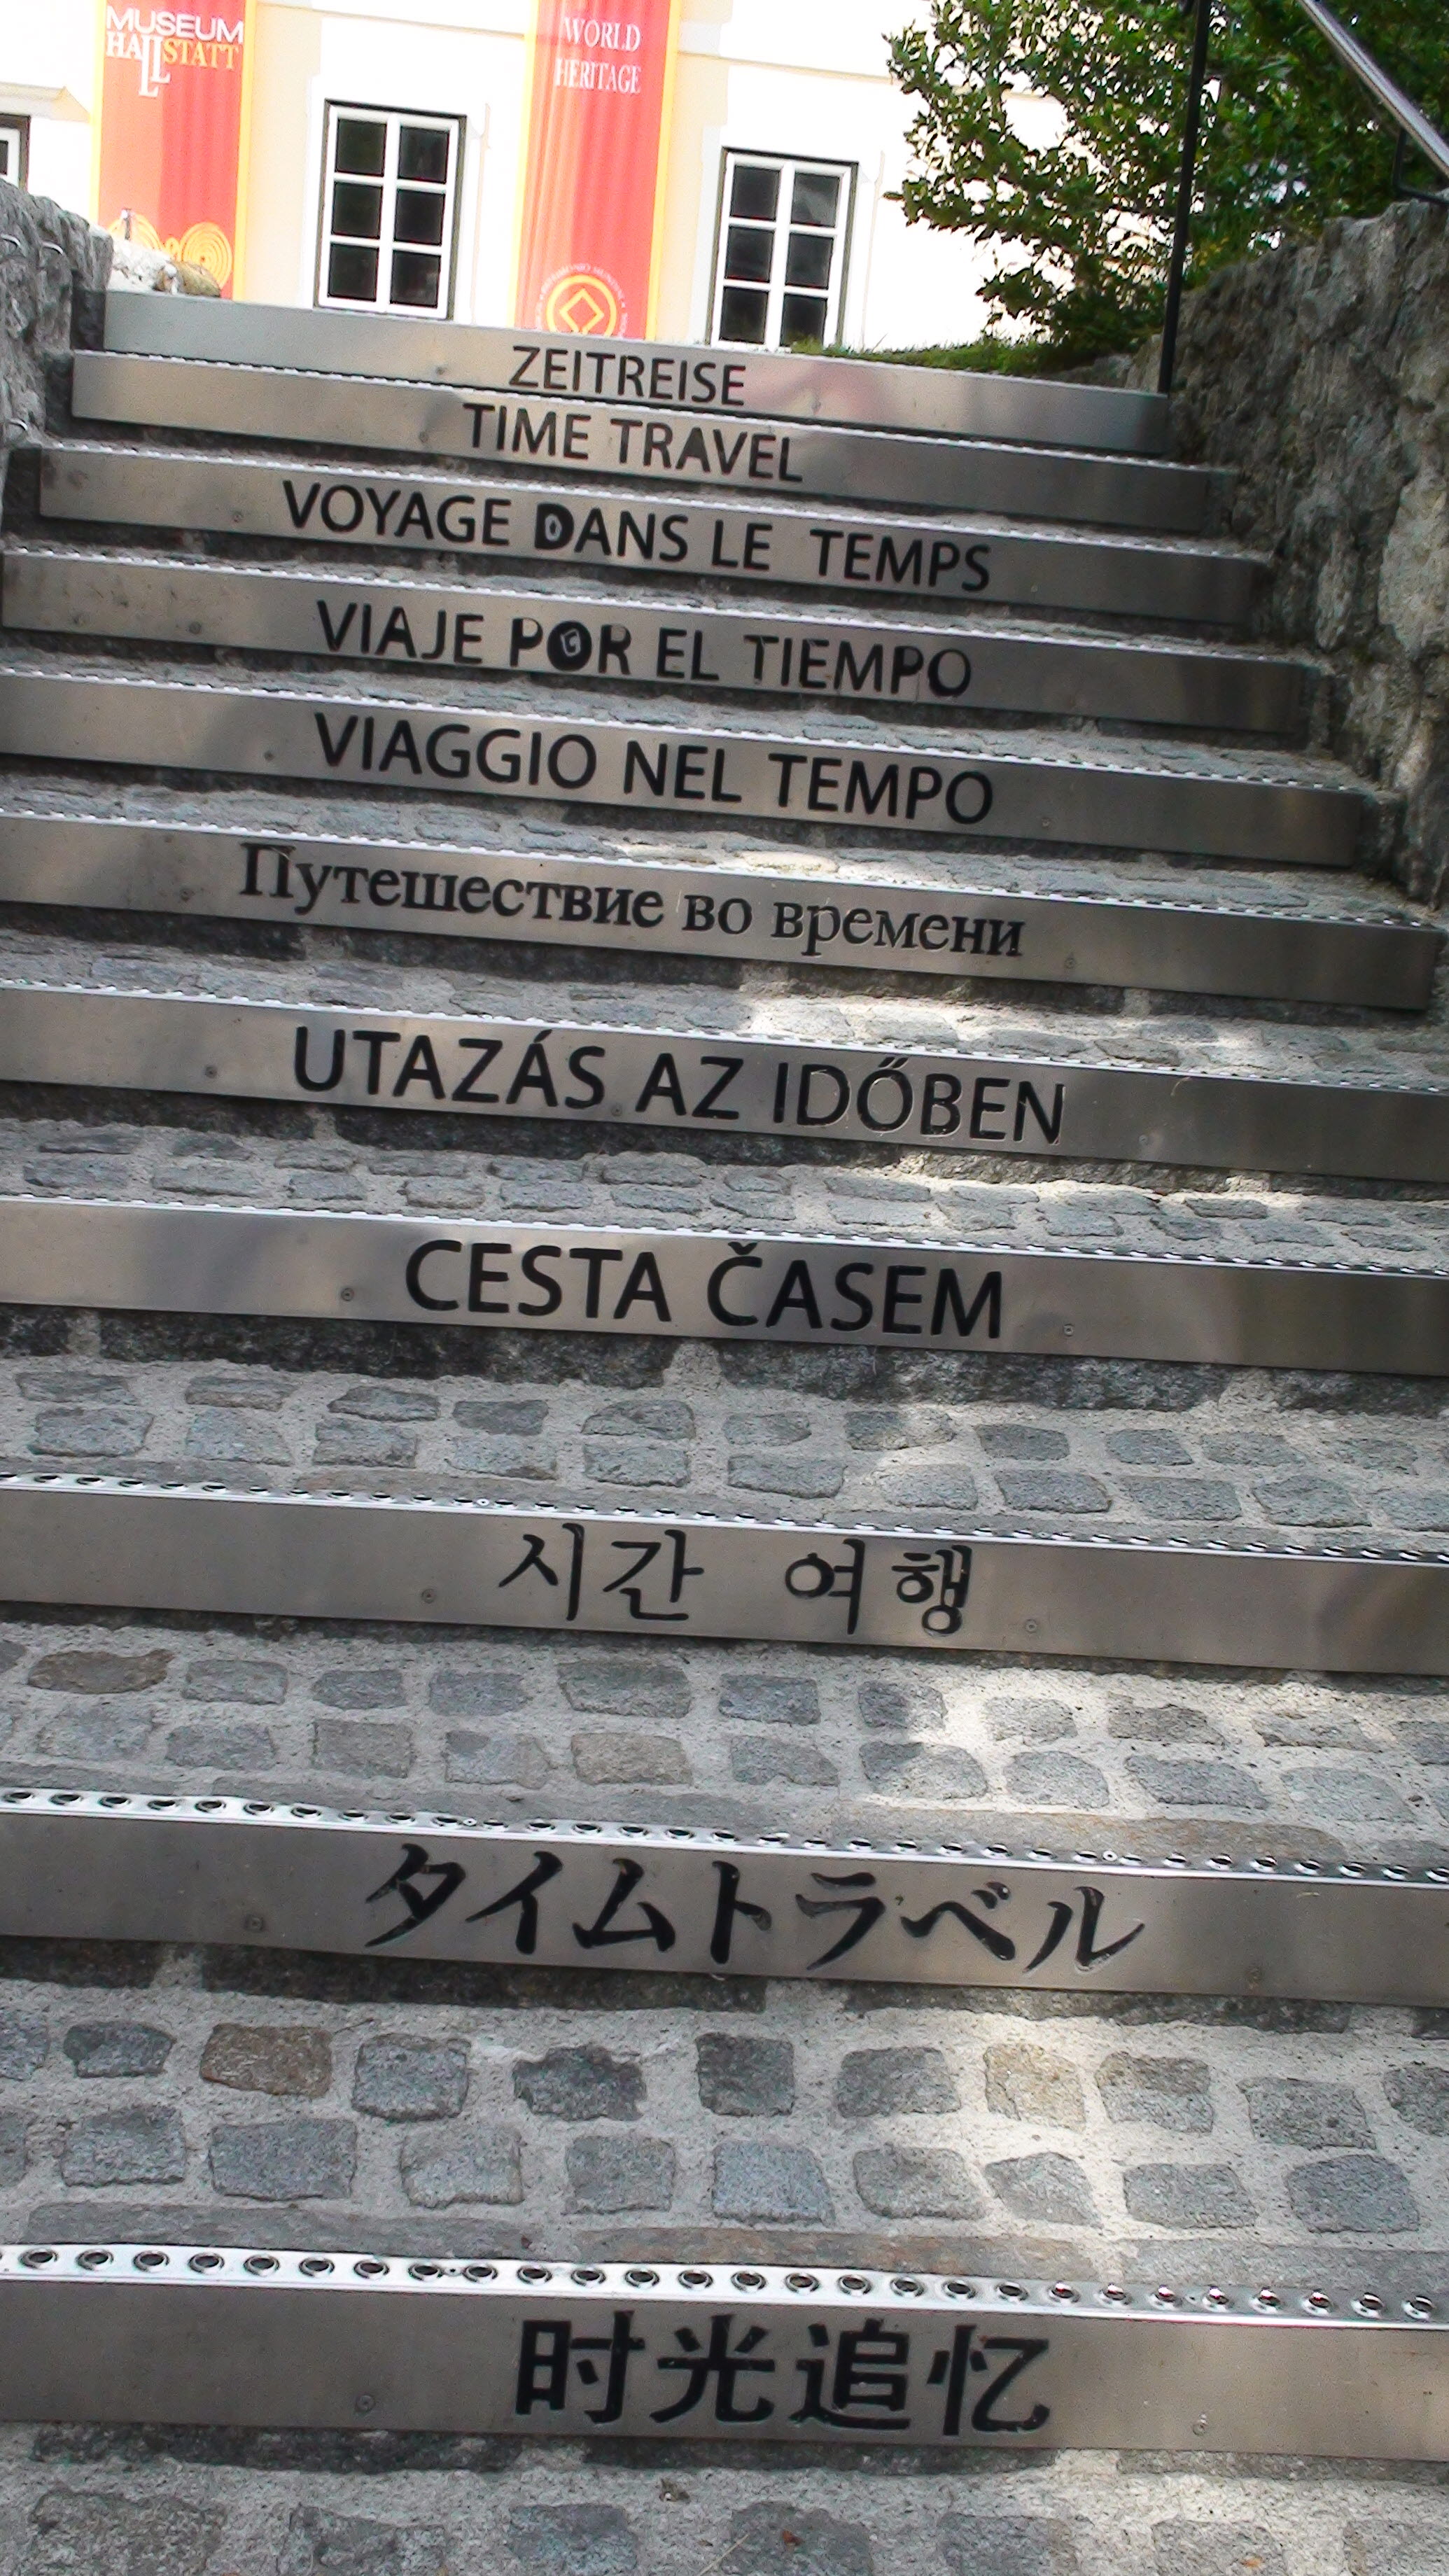 MUSEUM
HALLSTATT
WORLD
HERITAGE
ZEITREISE
TIME TRAVEL
VOYAGE DANS LE TEMPS
VIAJE POR EL TIEMPO
VIAGGIO NEL TEMPO
Путешествие во времени
UTAZÁS AZ IDŐBEN
CESTA ČASEM
시간 여행
タイムトラベル
时光追忆